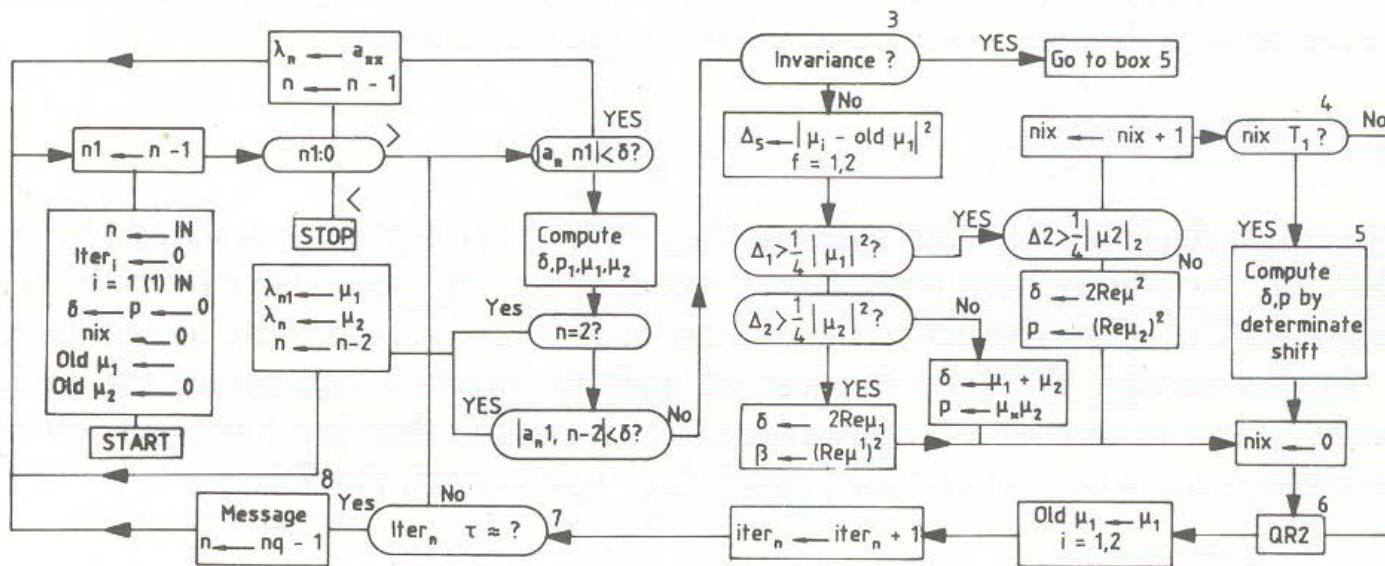 λₙ ← aₓₓ
n ← n - 1
n1 ← n -1
n1:0
>
<
STOP
n ← IN
Iterᵢ ← 0
i = 1 (1) IN
δ ← p ← 0
nix ← 0
Old μ₁ ←
Old μ₂ ← 0
START
YES
|aₙ n1|<δ?
Compute
δ,p₁,μ₁,μ₂
λₙ₁ ← μ₁
λₙ ← μ₂
n ← n-2
Yes
n=2?
YES
|aₙ1, n-2|<δ?
No
8
3
Invariance ?
YES
Go to box 5
No
Δ₅ ← |μᵢ - old μ₁|²
f = 1,2
Δ₁>1/4 |μ₁|²?
YES
Δ₂>1/4 |μ₂|²?
No
YES
δ ← 2Reμ₁
β ← (Reμ¹)²
δ ← μ₁ + μ₂
p ← μₓμ₂
nix ← nix + 1
4
nix T₁ ?
No
Δ2>1/4 |μ2|₂
No
δ ← 2Reμ²
p ← (Reμ₂)²
YES
5
Compute
δ,p by
determinate
shift
nix ← 0
6
QR2
Old μ₁ ← μ₁
i = 1,2
iterₙ ← iterₙ + 1
7
No
Iterₙ τ ≈ ?
Yes
Message
n ← nq - 1